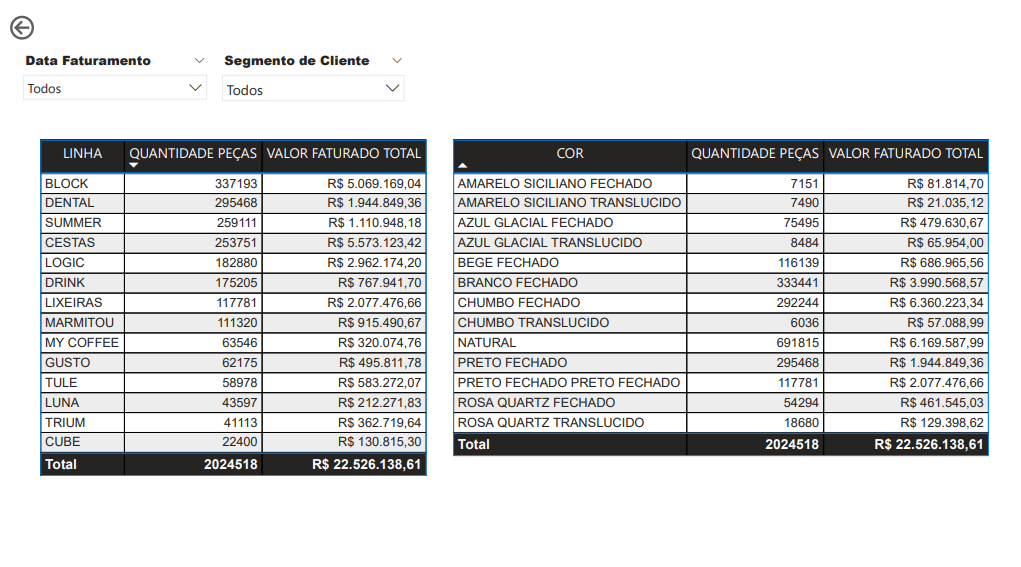 Data Faturamento
Todos
Segmento de Cliente
Todos
LINHA QUANTIDADE PEÇAS VALOR FATURADO TOTAL
BLOCK 337193 R$ 5.069.169,04
DENTAL 295468 R$ 1.944.849,36
SUMMER 259111 R$ 1.110.948,18
CESTAS 253751 R$ 5.573.123,42
LOGIC 182880 R$ 2.962.174,20
DRINK 175205 R$ 767.941,70
LIXEIRAS 117781 R$ 2.077.476,66
MARMITOU 111320 R$ 915.490,67
MY COFFEE 63546 R$ 320.074,76
GUSTO 62175 R$ 495.811,78
TULE 58978 R$ 583.272,07
LUNA 43597 R$ 212.271,83
TRIUM 41113 R$ 362.719,64
CUBE 22400 R$ 130.815,30
Total 2024518 R$ 22.526.138,61
COR QUANTIDADE PEÇAS VALOR FATURADO TOTAL
AMARELO SICILIANO FECHADO 7151 R$ 81.814,70
AMARELO SICILIANO TRANSLUCIDO 7490 R$ 21.035,12
AZUL GLACIAL FECHADO 75495 R$ 479.630,67
AZUL GLACIAL TRANSLUCIDO 8484 R$ 65.954,00
BEGE FECHADO 116139 R$ 686.965,56
BRANCO FECHADO 333441 R$ 3.990.568,57
CHUMBO FECHADO 292244 R$ 6.360.223,34
CHUMBO TRANSLUCIDO 6036 R$ 57.088,99
NATURAL 691815 R$ 6.169.587,99
PRETO FECHADO 295468 R$ 1.944.849,36
PRETO FECHADO PRETO FECHADO 117781 R$ 2.077.476,66
ROSA QUARTZ FECHADO 54294 R$ 461.545,03
ROSA QUARTZ TRANSLUCIDO 18680 R$ 129.398,62
Total 2024518 R$ 22.526.138,61